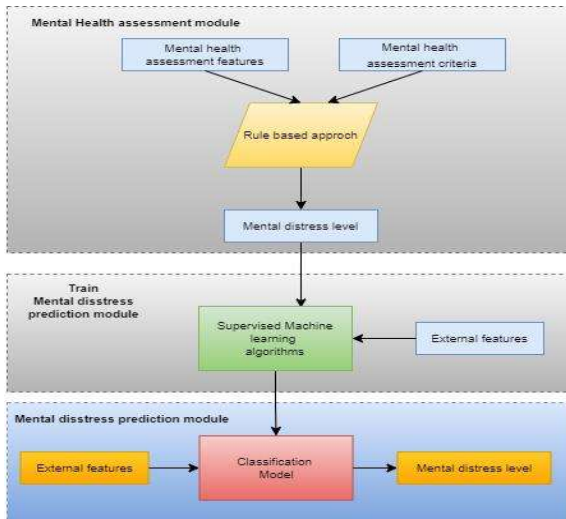 Mental Health assessment module
Mental health
assessment features
Mental health
assessment criteria
Rule based approch
Mental distress level
Train
Mental disstress
prediction module
Supervised Machine
learning
algorithms
External features
Mental disstress prediction module
External features
Classification
Model
Mental distress level